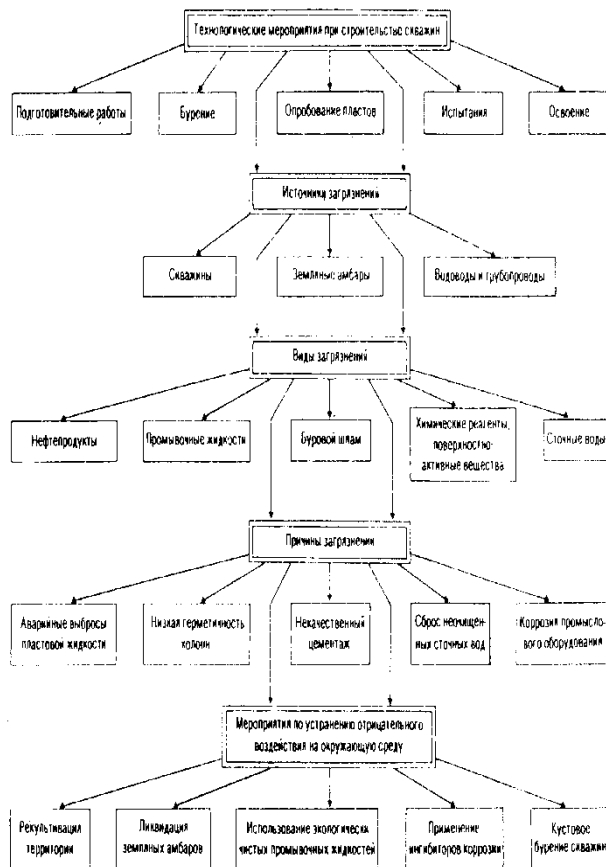 Технологические мероприятия при строительстве скважин
Подготовительные работы
Бурение
Опробование пластов
Испытания
Освоение
Источники загрязнений
Скважины
Земляные амбары
Водоводы и трубопроводы
Виды загрязнений
Нефтепродукты
Промывочные жидкости
Буровой шлам
Химические реагенты,
поверхностно-
активные вещества
Сточные воды
Причины загрязнений
Аварийные выбросы
пластовой жидкости
Низкая герметичность
колонн
Некачественный
цементаж
Сброс неочищен-
ных сточных вод
Коррозия промысло-
вого оборудования
Мероприятия по устранению отрицательного
воздействия на окружающую среду
Рекультивация
территории
Ликвидация
земляных амбаров
Использование экологически
чистых промывочных жидкостей
Применение
ингибиторов коррозии
Кустовое
бурение скважин